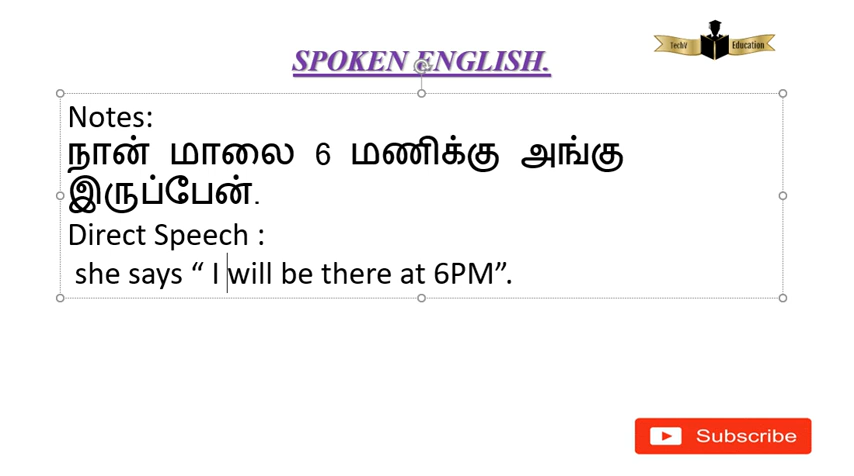 TechV Education
SPOKEN ENGLISH.
Notes:
நான் மாலை 6 மணிக்கு அங்கு
இருப்பேன்.
Direct Speech :
she says “ I will be there at 6PM”.
Subscribe